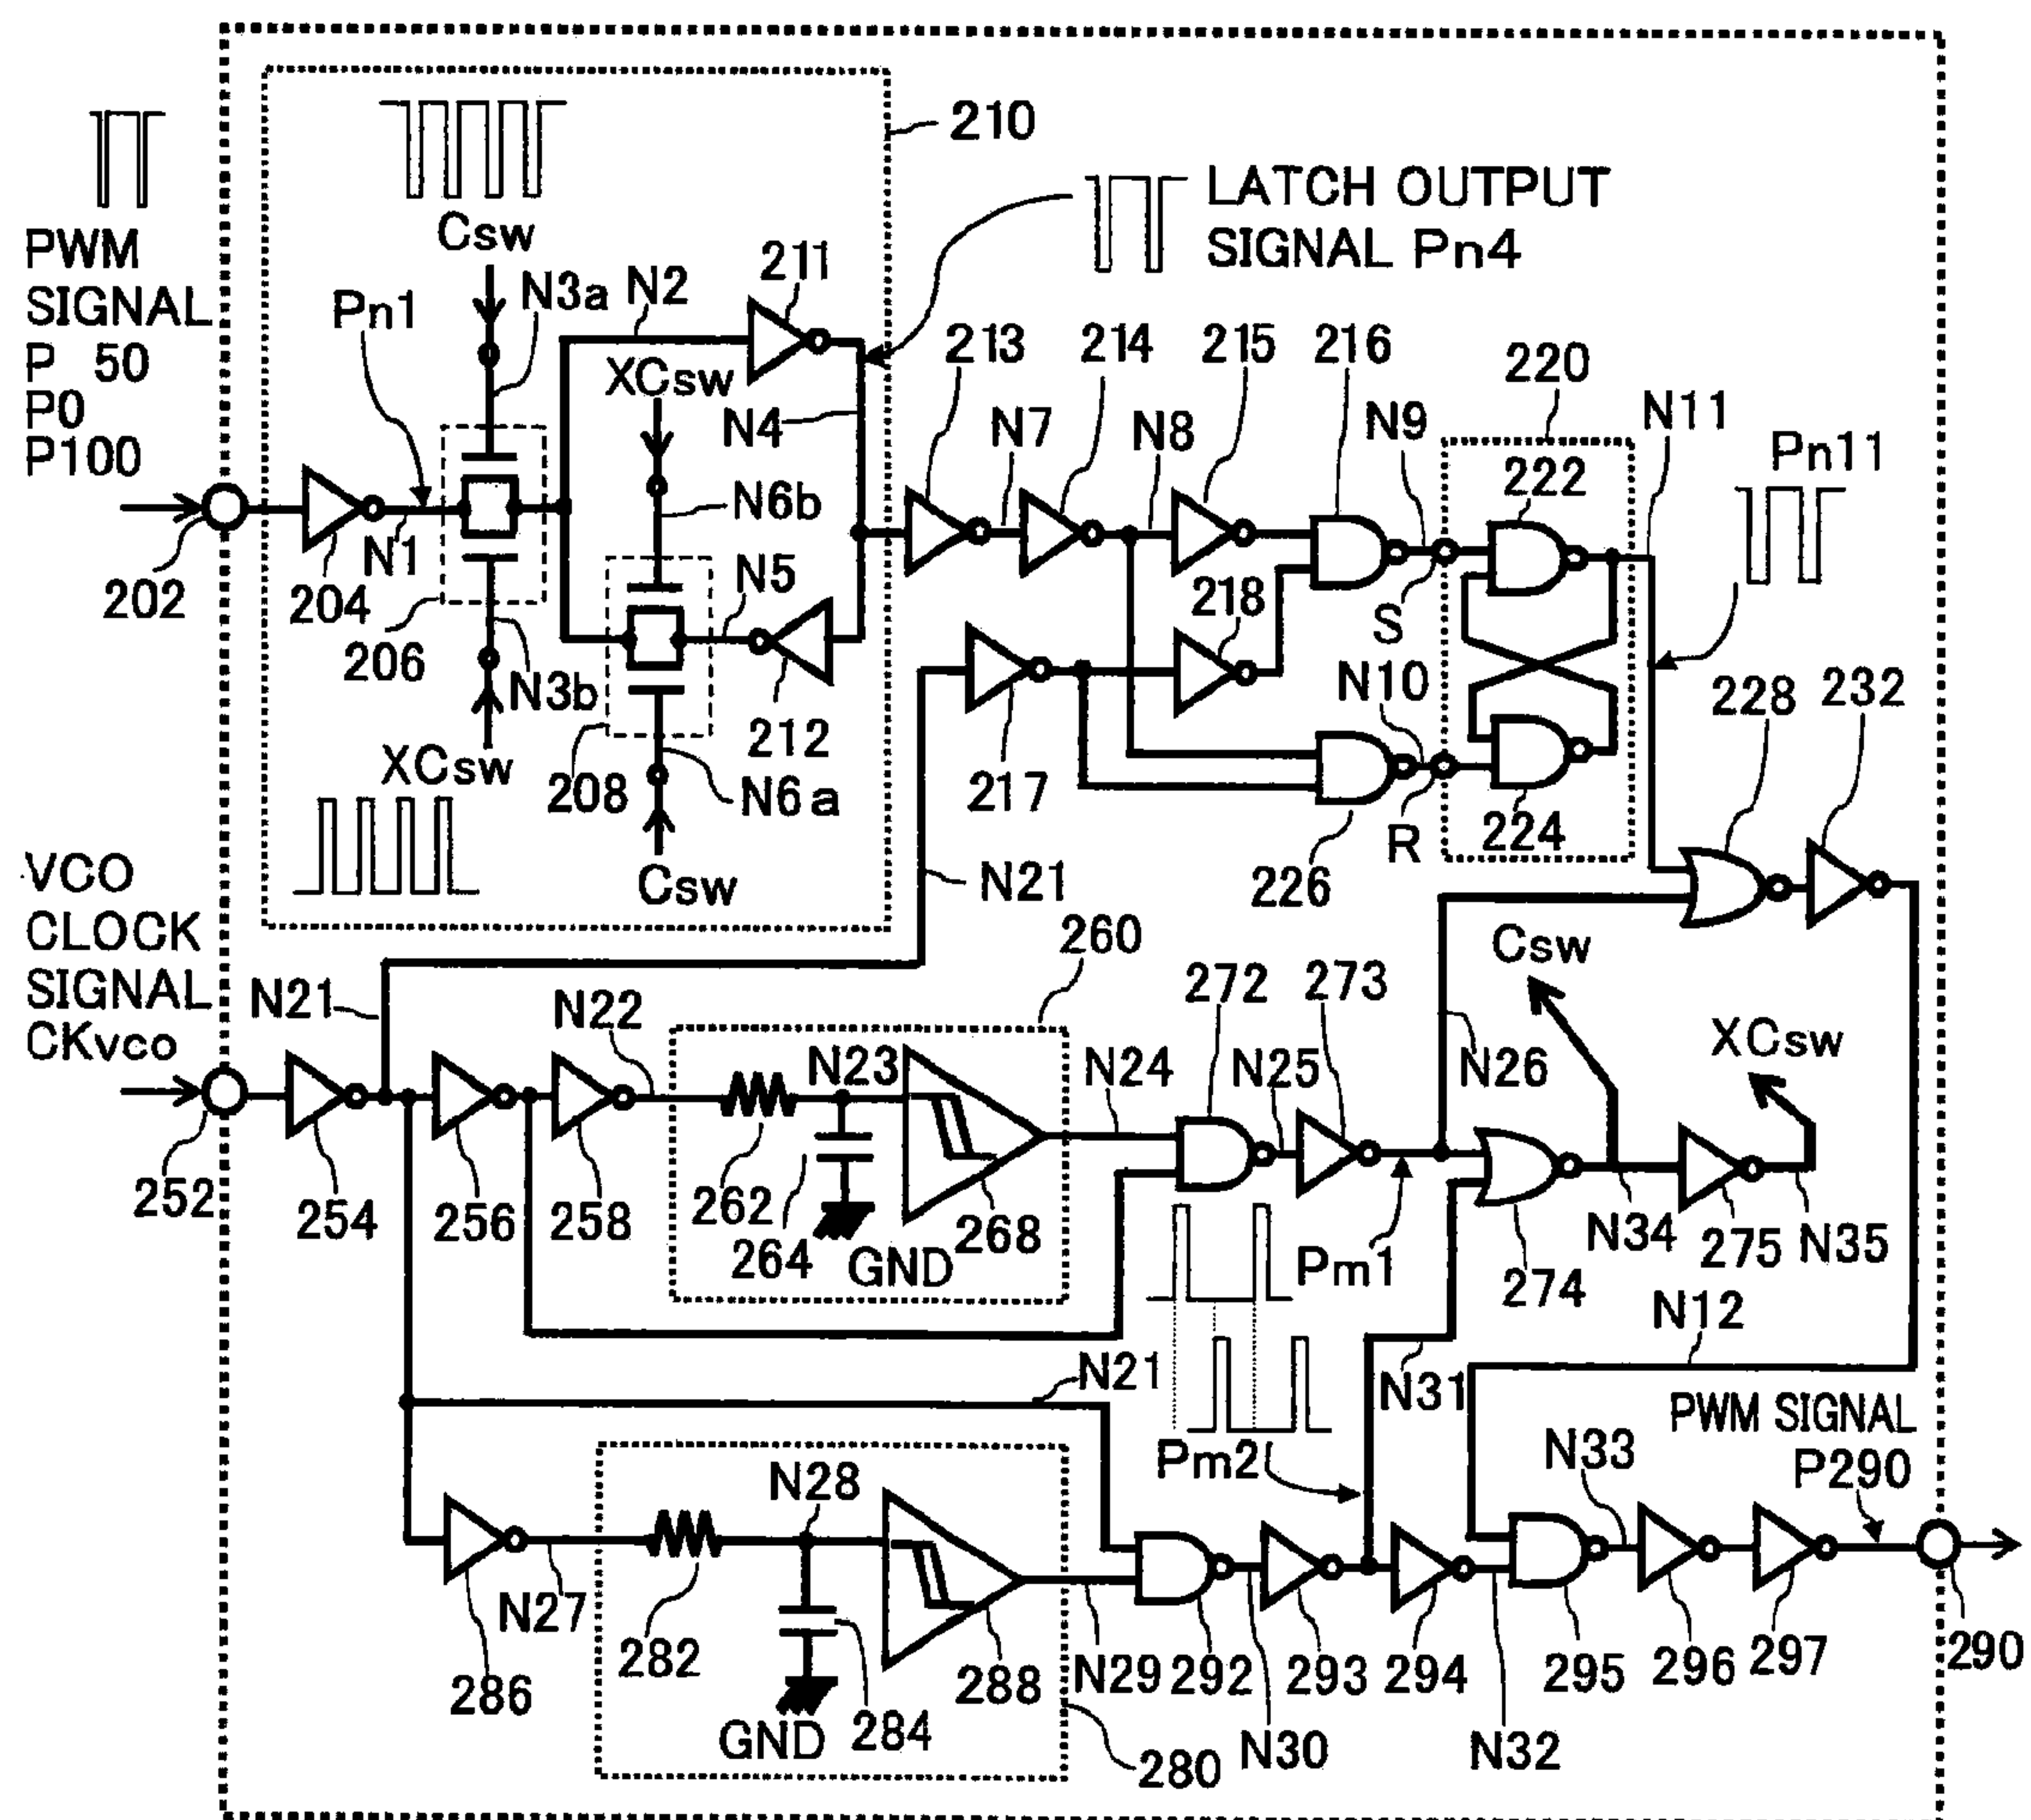 210
Csw
PWM
SIGNAL
P 50
P0
P100
LATCH OUTPUT
SIGNAL Pn4
N3a
N2
211
Pn1
XCsw
N4
213
214
215
216
220
N7
N8
N9
N11
N6b
222
Pn11
N1
N5
218
S
202
204
206
N3b
212
N10
228
232
XCsw
208
N6a
217
R
224
Csw
N21
226
VCO
CLOCK
SIGNAL
CKvco
260
Csw
N21
N22
272
273
N23
N24
N25
N26
XCsw
252
254
256
258
262
264
GND
268
Pm1
N34
275
N35
274
N12
N21
N31
PWM SIGNAL
P290
Pm2
N28
N33
N27
282
286
GND
284
288
N29
292
293
294
295
296
297
290
N30
N32
280